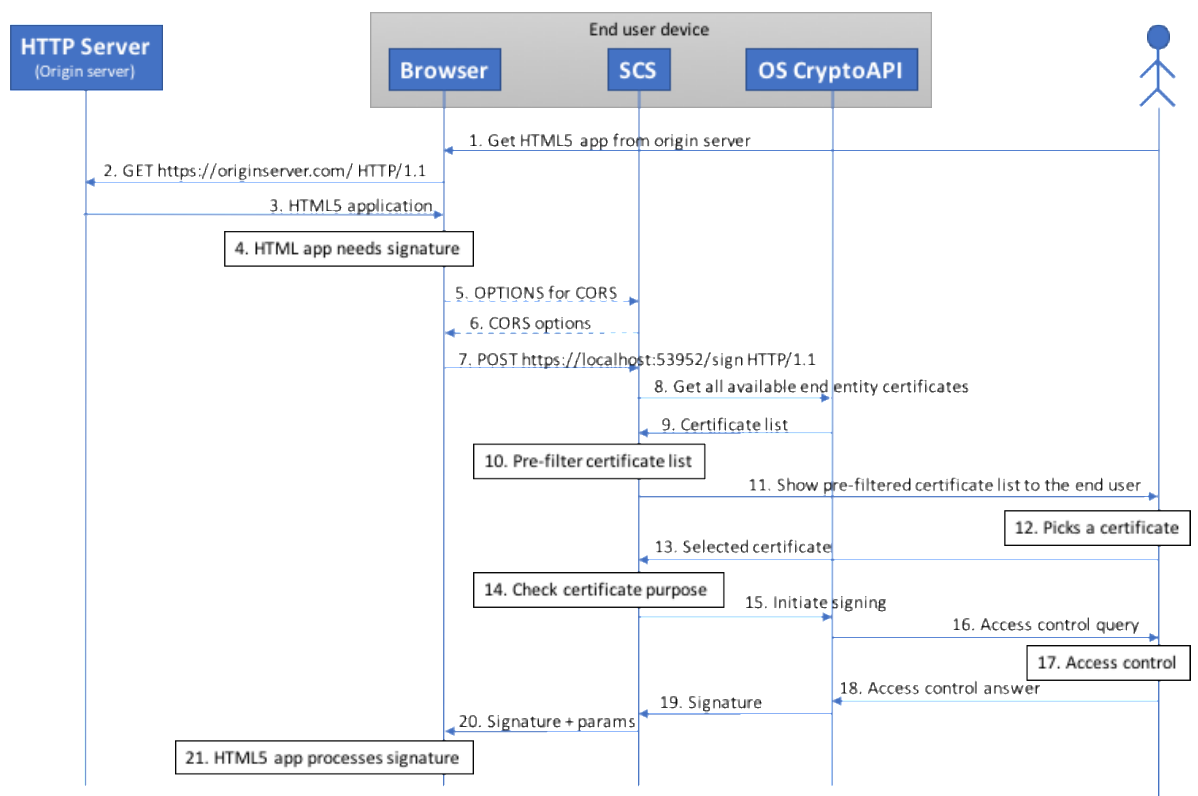 End user device
HTTP Server
(Origin server)
Browser
SCS
OS CryptoAPI
1. Get HTML5 app from origin server
2. GET https://originserver.com/ HTTP/1.1
3. HTML5 application
4. HTML app needs signature
5. OPTIONS for CORS
6. CORS options
7. POST https://localhost:53952/sign HTTP/1.1
8. Get all available end entity certificates
9. Certificate list
10. Pre-filter certificate list
11. Show pre-filtered certificate list to the end user
12. Picks a certificate
13. Selected certificate
14. Check certificate purpose
15. Initiate signing
16. Access control query
17. Access control
18. Access control answer
19. Signature
20. Signature + params
21. HTML5 app processes signature